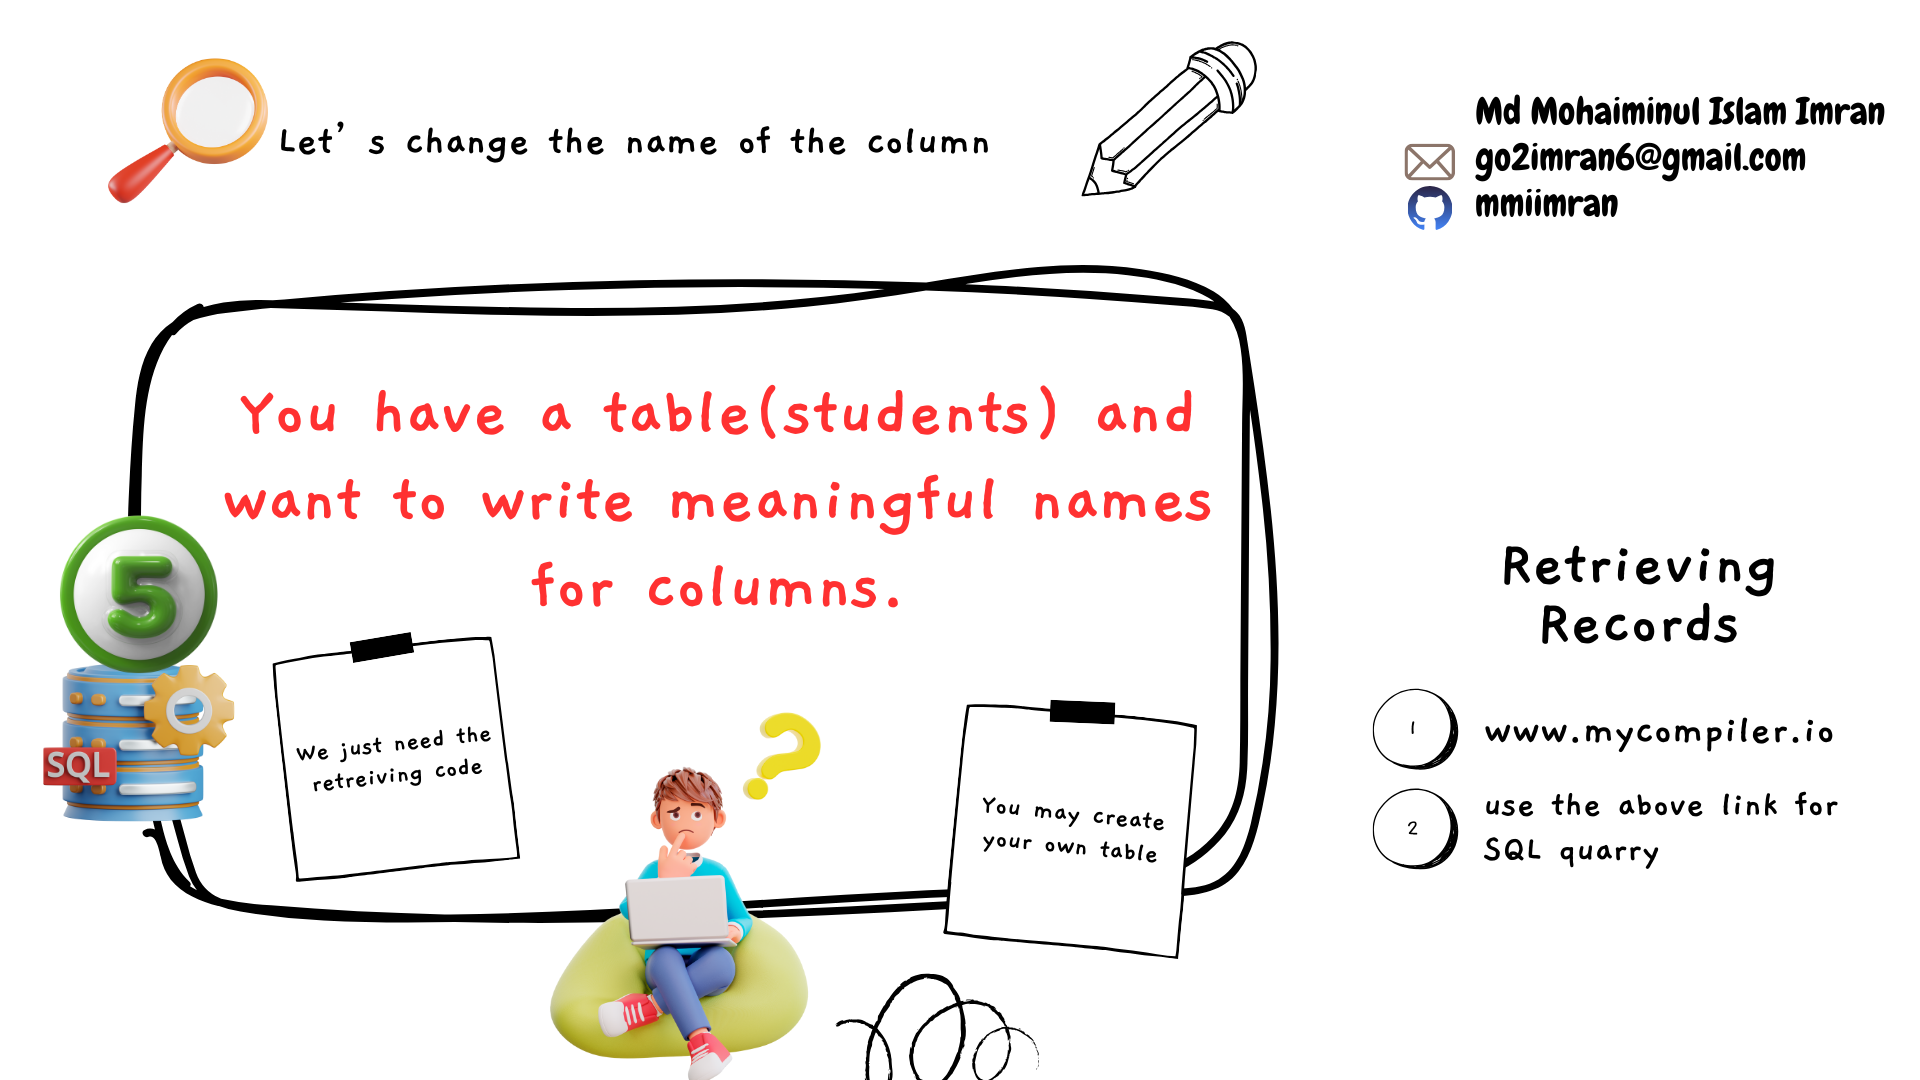 Let's change the name of the column
Md Mohaiminul Islam Imran
go2imran6@gmail.com
mmiimran
You have a table(students) and
want to write meaningful names
for columns.
5
SQL
We just need the
retreiving code
You may create
your own table
Retrieving
Records
1
www.mycompiler.io
2
use the above link for
SQL quarry